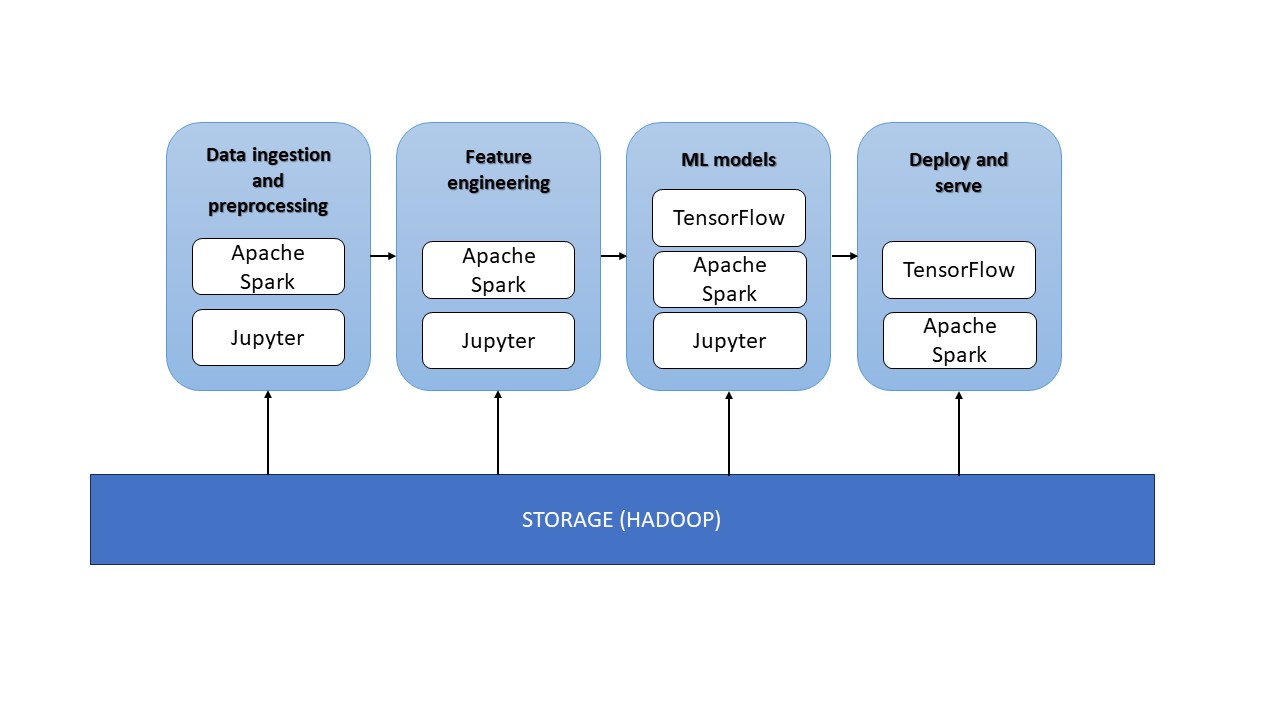 Data ingestion
and
preprocessing
Apache
Spark
Jupyter
Feature
engineering
Apache
Spark
Jupyter
ML models
TensorFlow
Apache
Spark
Jupyter
Deploy and
serve
TensorFlow
Apache
Spark
STORAGE (HADOOP)